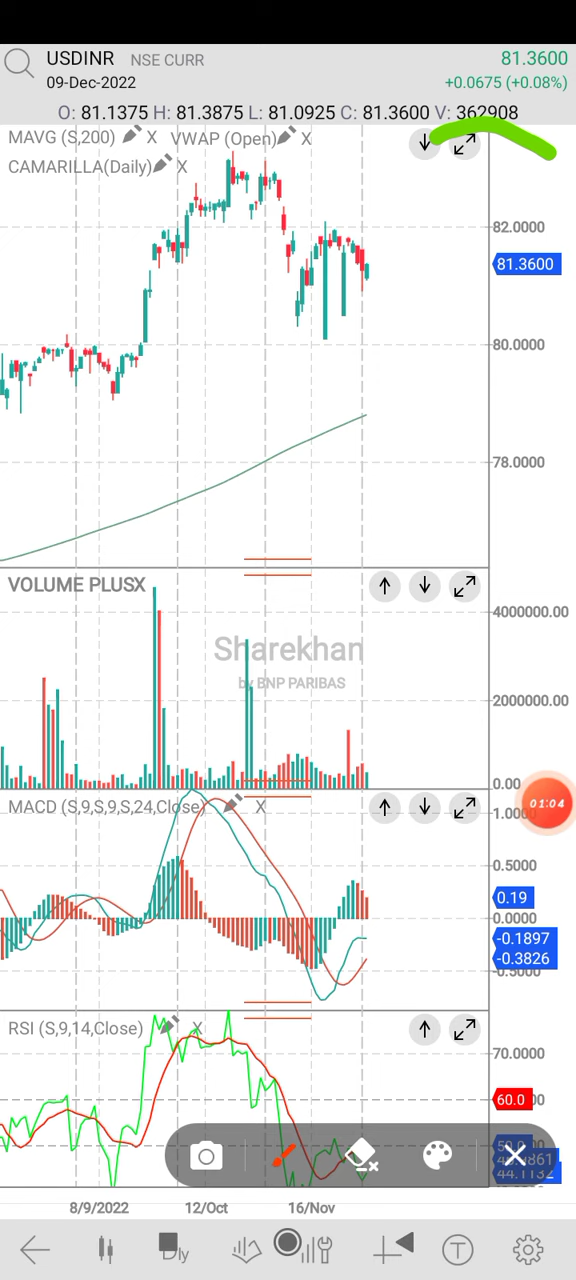 USDINR NSE CURR 81.3600
09-Dec-2022 +0.0675 (+0.08%)
O: 81.1375 H: 81.3875 L: 81.0925 C: 81.3600 V: 362908
MAVG (S,200) X VWAP (Open) X
CAMARILLA(Daily) X
82.0000
81.3600
80.0000
78.0000
VOLUME PLUSX
4000000.00
Sharekhan
by BNP PARIBAS
2000000.00
0.00
01:04
MACD (S,9,S,9,S,24,Close) X
0.5000
0.19
0.0000
-0.1897
-0.3826
RSI (S,9,14,Close) X
70.0000
60.0
44.1132
8/9/2022 12/Oct 16/Nov
Dly
T